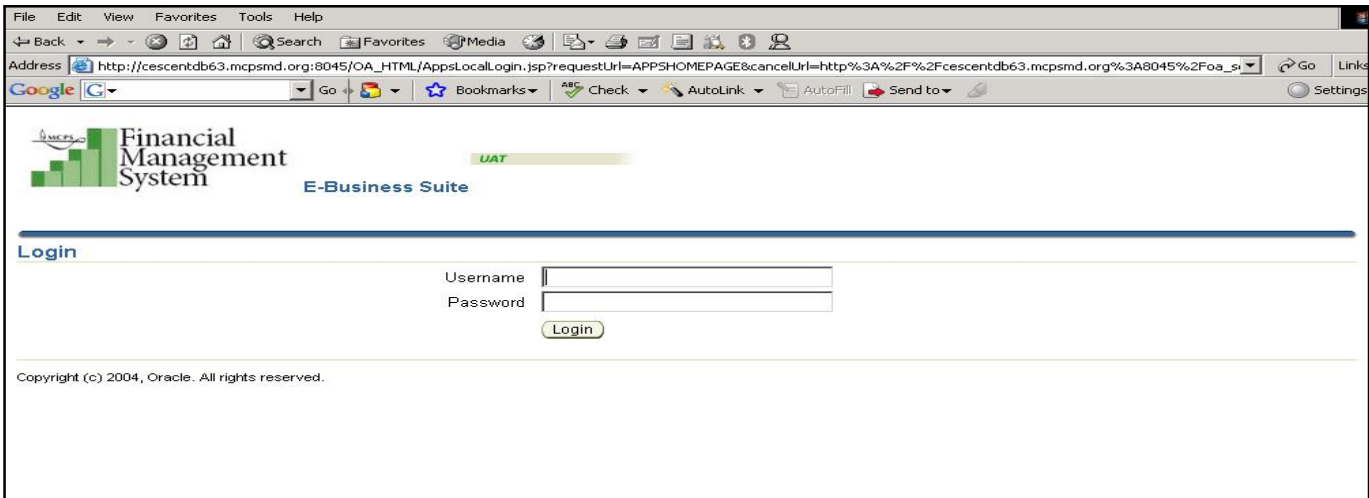 File Edit View Favorites Tools Help
Back Search Favorites Media
Address http://cescentdb63.mcpsmd.org:8045/OA_HTML/AppsLocalLogin.jsp?requestUrl=APPSHOMEPAGE&cancelUrl=http%3A%2F%2Fcescentdb63.mcpsmd.org%3A8045%2Foa_s Go Links
Google G Go Bookmarks ABC Check AutoLink AutoFill Send to Settings
MCPS Financial
Management
System
UAT
E-Business Suite
Login
Username
Password
Login
Copyright (c) 2004, Oracle. All rights reserved.